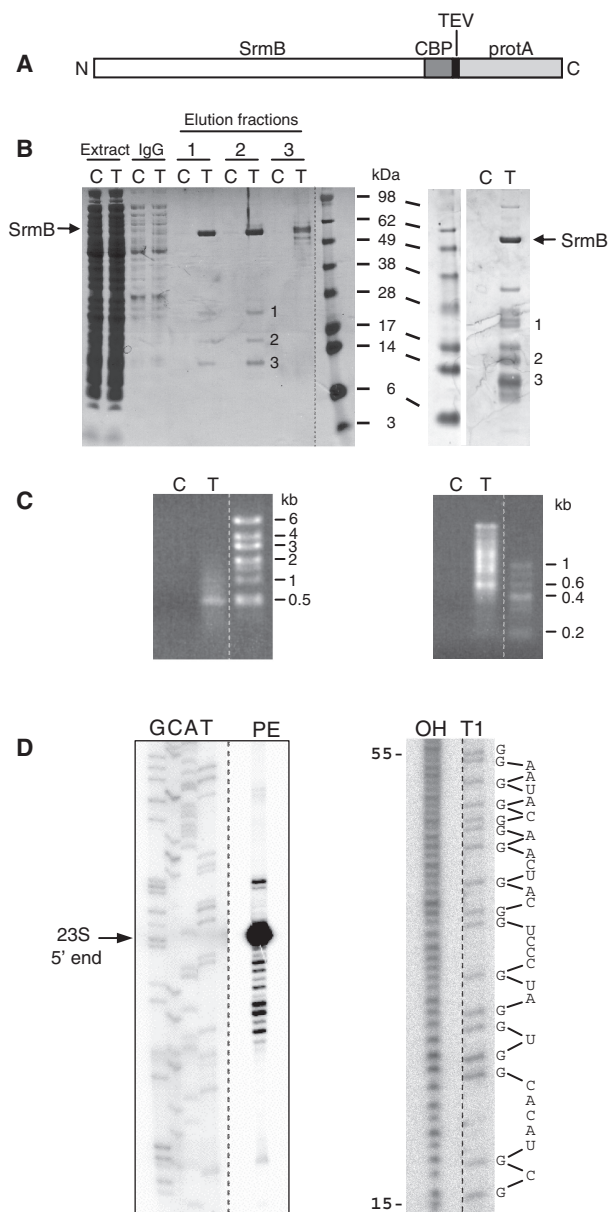 TEV
A N SrmB CBP protA C
Elution fractions
B Extract IgG 1 2 3
C T C T C T C T C T kDa C T
SrmB
98
62
49
38
28
17
14
6
3
1
2
3
SrmB
1
2
3
C
C T kb
6
4
3
2
1
0.5
C T kb
1
0.6
0.4
0.2
D
GCAT PE
23S
5' end
OH T1
55-
15-
G
G
A
A
U
G
A
G
C
G
G
A
G
A
C
U
G
A
C
G
G
U
C
C
C
G
U
A
G
G
U
G
G
C
A
C
A
U
G
C
G